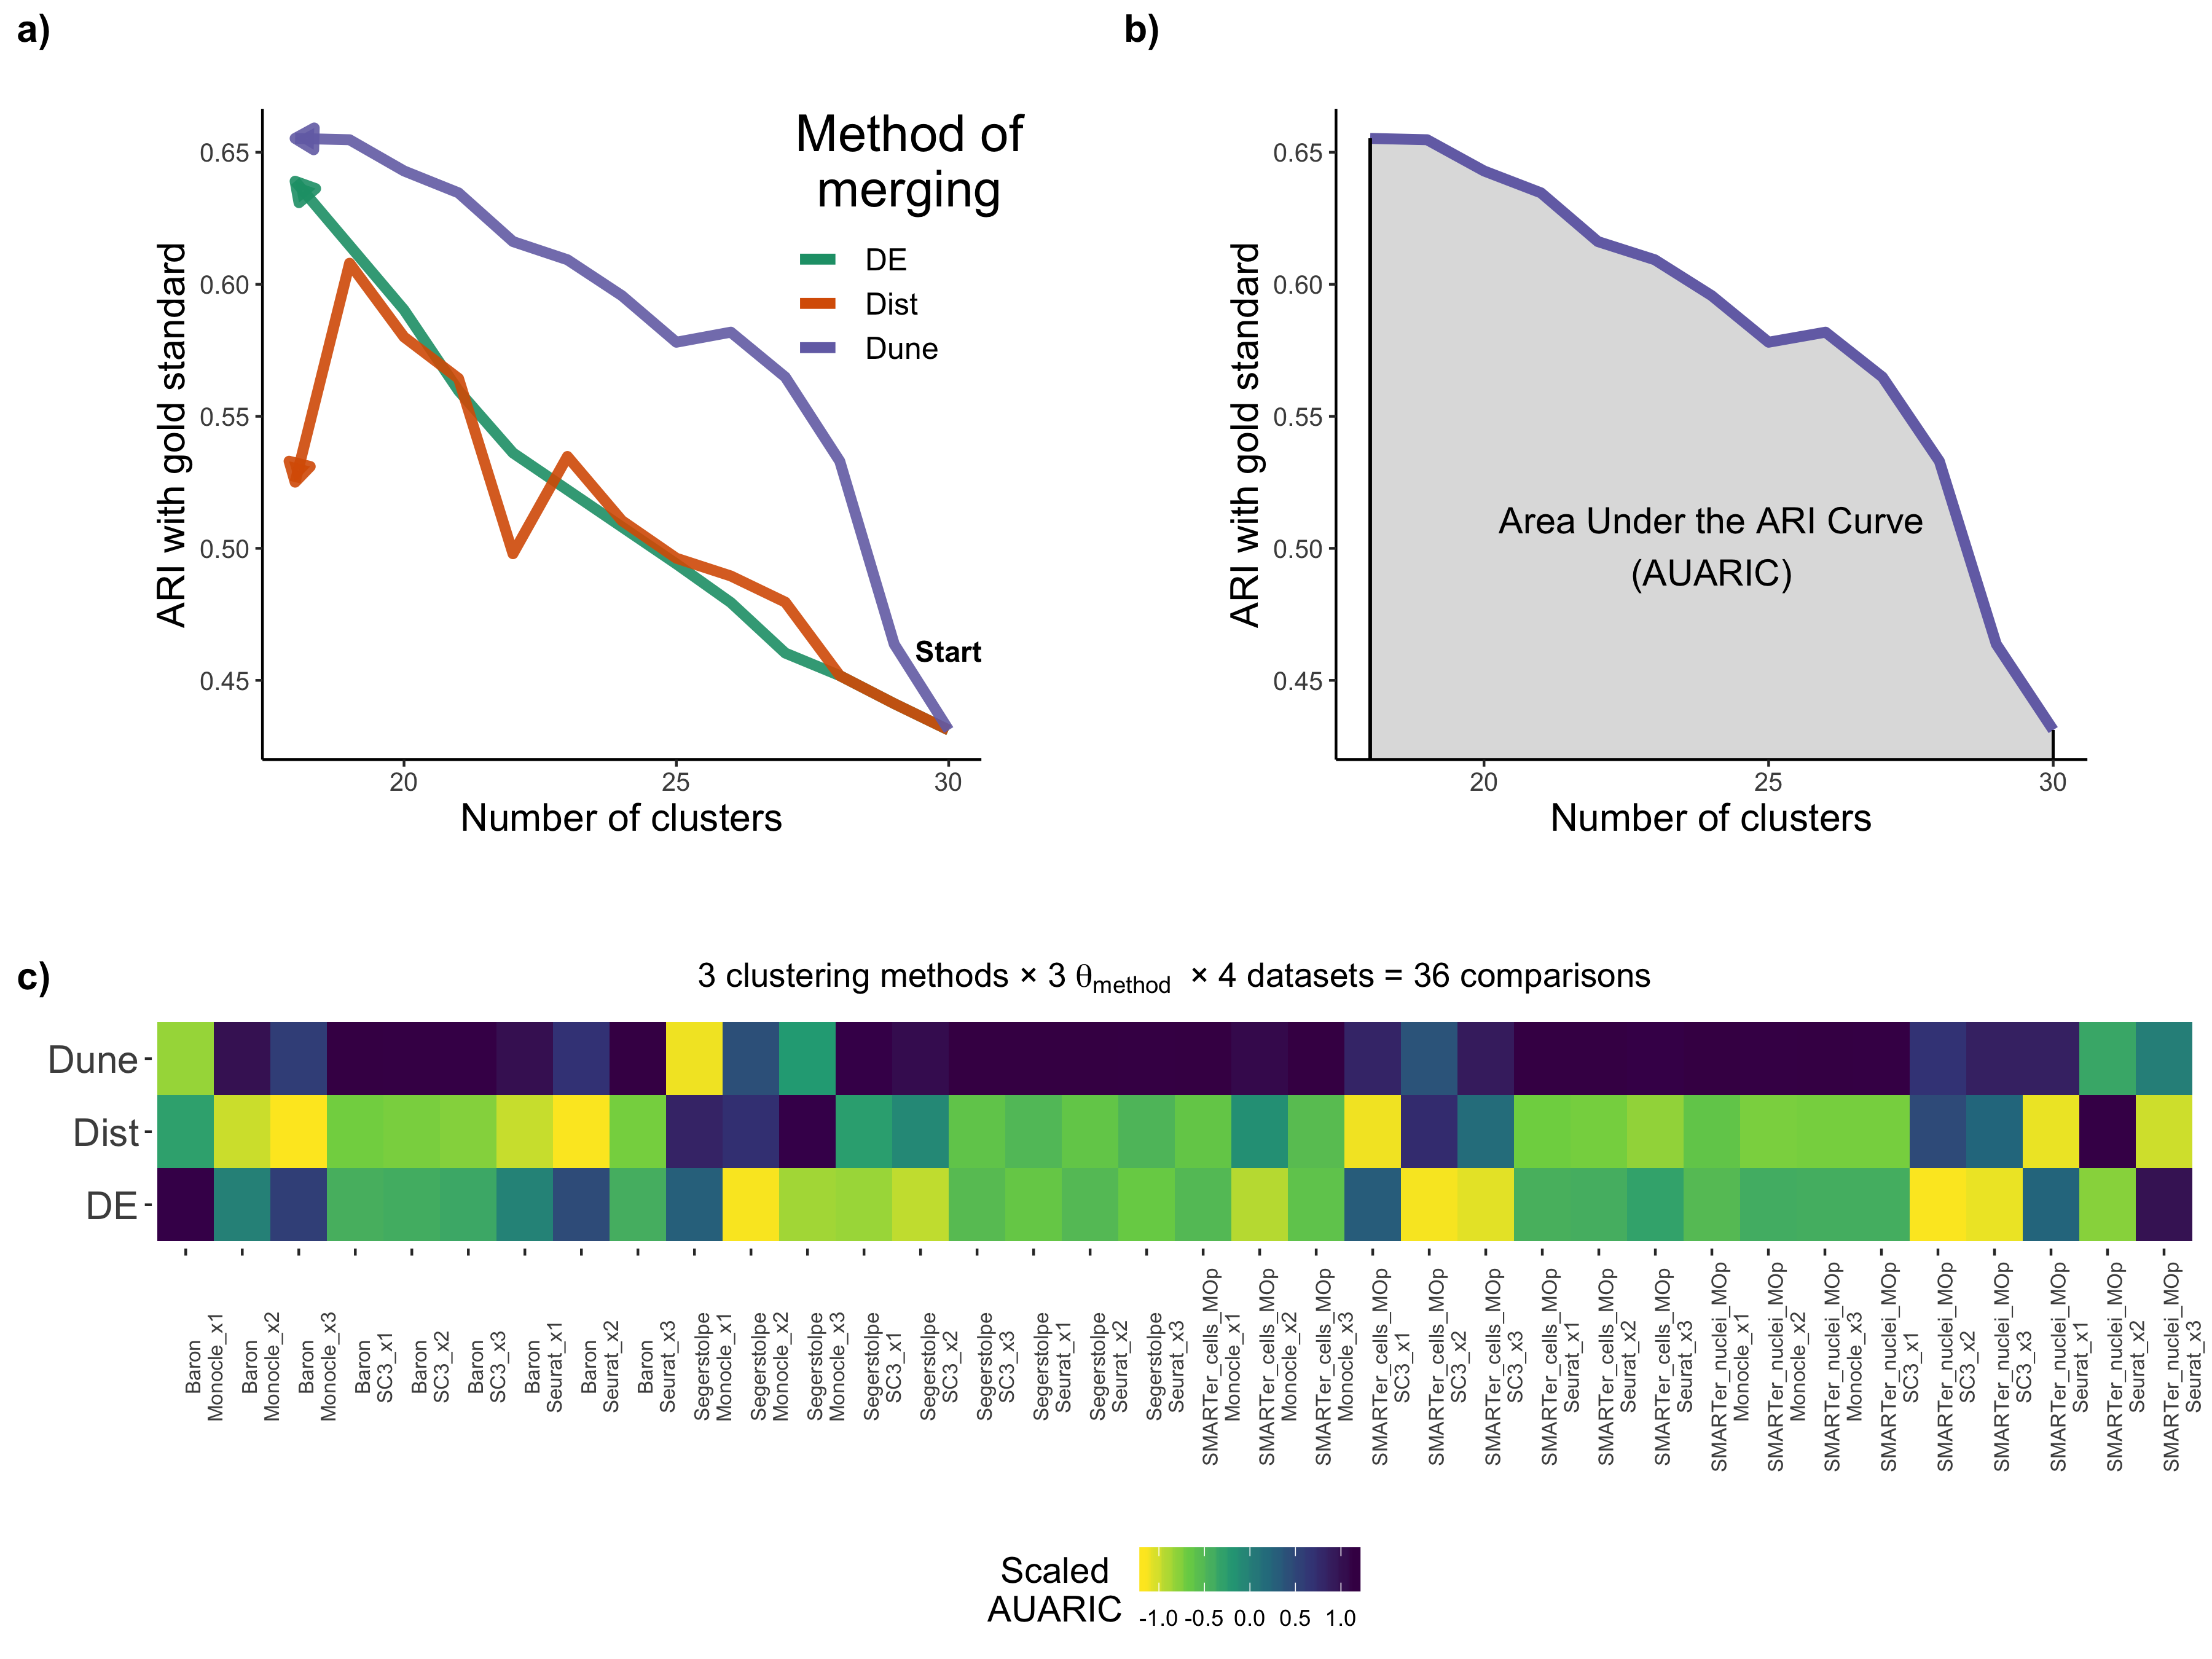 a)
ARI with gold standard
0.65
0.60
0.55
0.50
0.45
Method of
merging
DE
Dist
Dune
Start
20
25
30
Number of clusters
b)
ARI with gold standard
0.65
0.60
0.55
0.50
0.45
Area Under the ARI Curve
(AUARIC)
20
25
30
Number of clusters
c)
3 clustering methods × 3 θmethod × 4 datasets = 36 comparisons
Dune
Dist
DE
Baron
Monocle_x1
Baron
Monocle_x2
Baron
Monocle_x3
Baron
SC3_x1
Baron
SC3_x2
Baron
SC3_x3
Baron
Seurat_x1
Baron
Seurat_x2
Baron
Seurat_x3
Segerstolpe
Monocle_x1
Segerstolpe
Monocle_x2
Segerstolpe
Monocle_x3
Segerstolpe
SC3_x1
Segerstolpe
SC3_x2
Segerstolpe
SC3_x3
Segerstolpe
Seurat_x1
Segerstolpe
Seurat_x2
Segerstolpe
Seurat_x3
SMARTer_cells_MOp
Monocle_x1
SMARTer_cells_MOp
Monocle_x2
SMARTer_cells_MOp
Monocle_x3
SMARTer_cells_MOp
SC3_x1
SMARTer_cells_MOp
SC3_x2
SMARTer_cells_MOp
SC3_x3
SMARTer_cells_MOp
Seurat_x1
SMARTer_cells_MOp
Seurat_x2
SMARTer_cells_MOp
Seurat_x3
SMARTer_nuclei_MOp
Monocle_x1
SMARTer_nuclei_MOp
Monocle_x2
SMARTer_nuclei_MOp
Monocle_x3
SMARTer_nuclei_MOp
SC3_x1
SMARTer_nuclei_MOp
SC3_x2
SMARTer_nuclei_MOp
SC3_x3
SMARTer_nuclei_MOp
Seurat_x1
SMARTer_nuclei_MOp
Seurat_x2
SMARTer_nuclei_MOp
Seurat_x3
Scaled
AUARIC
-1.0 -0.5 0.0 0.5 1.0